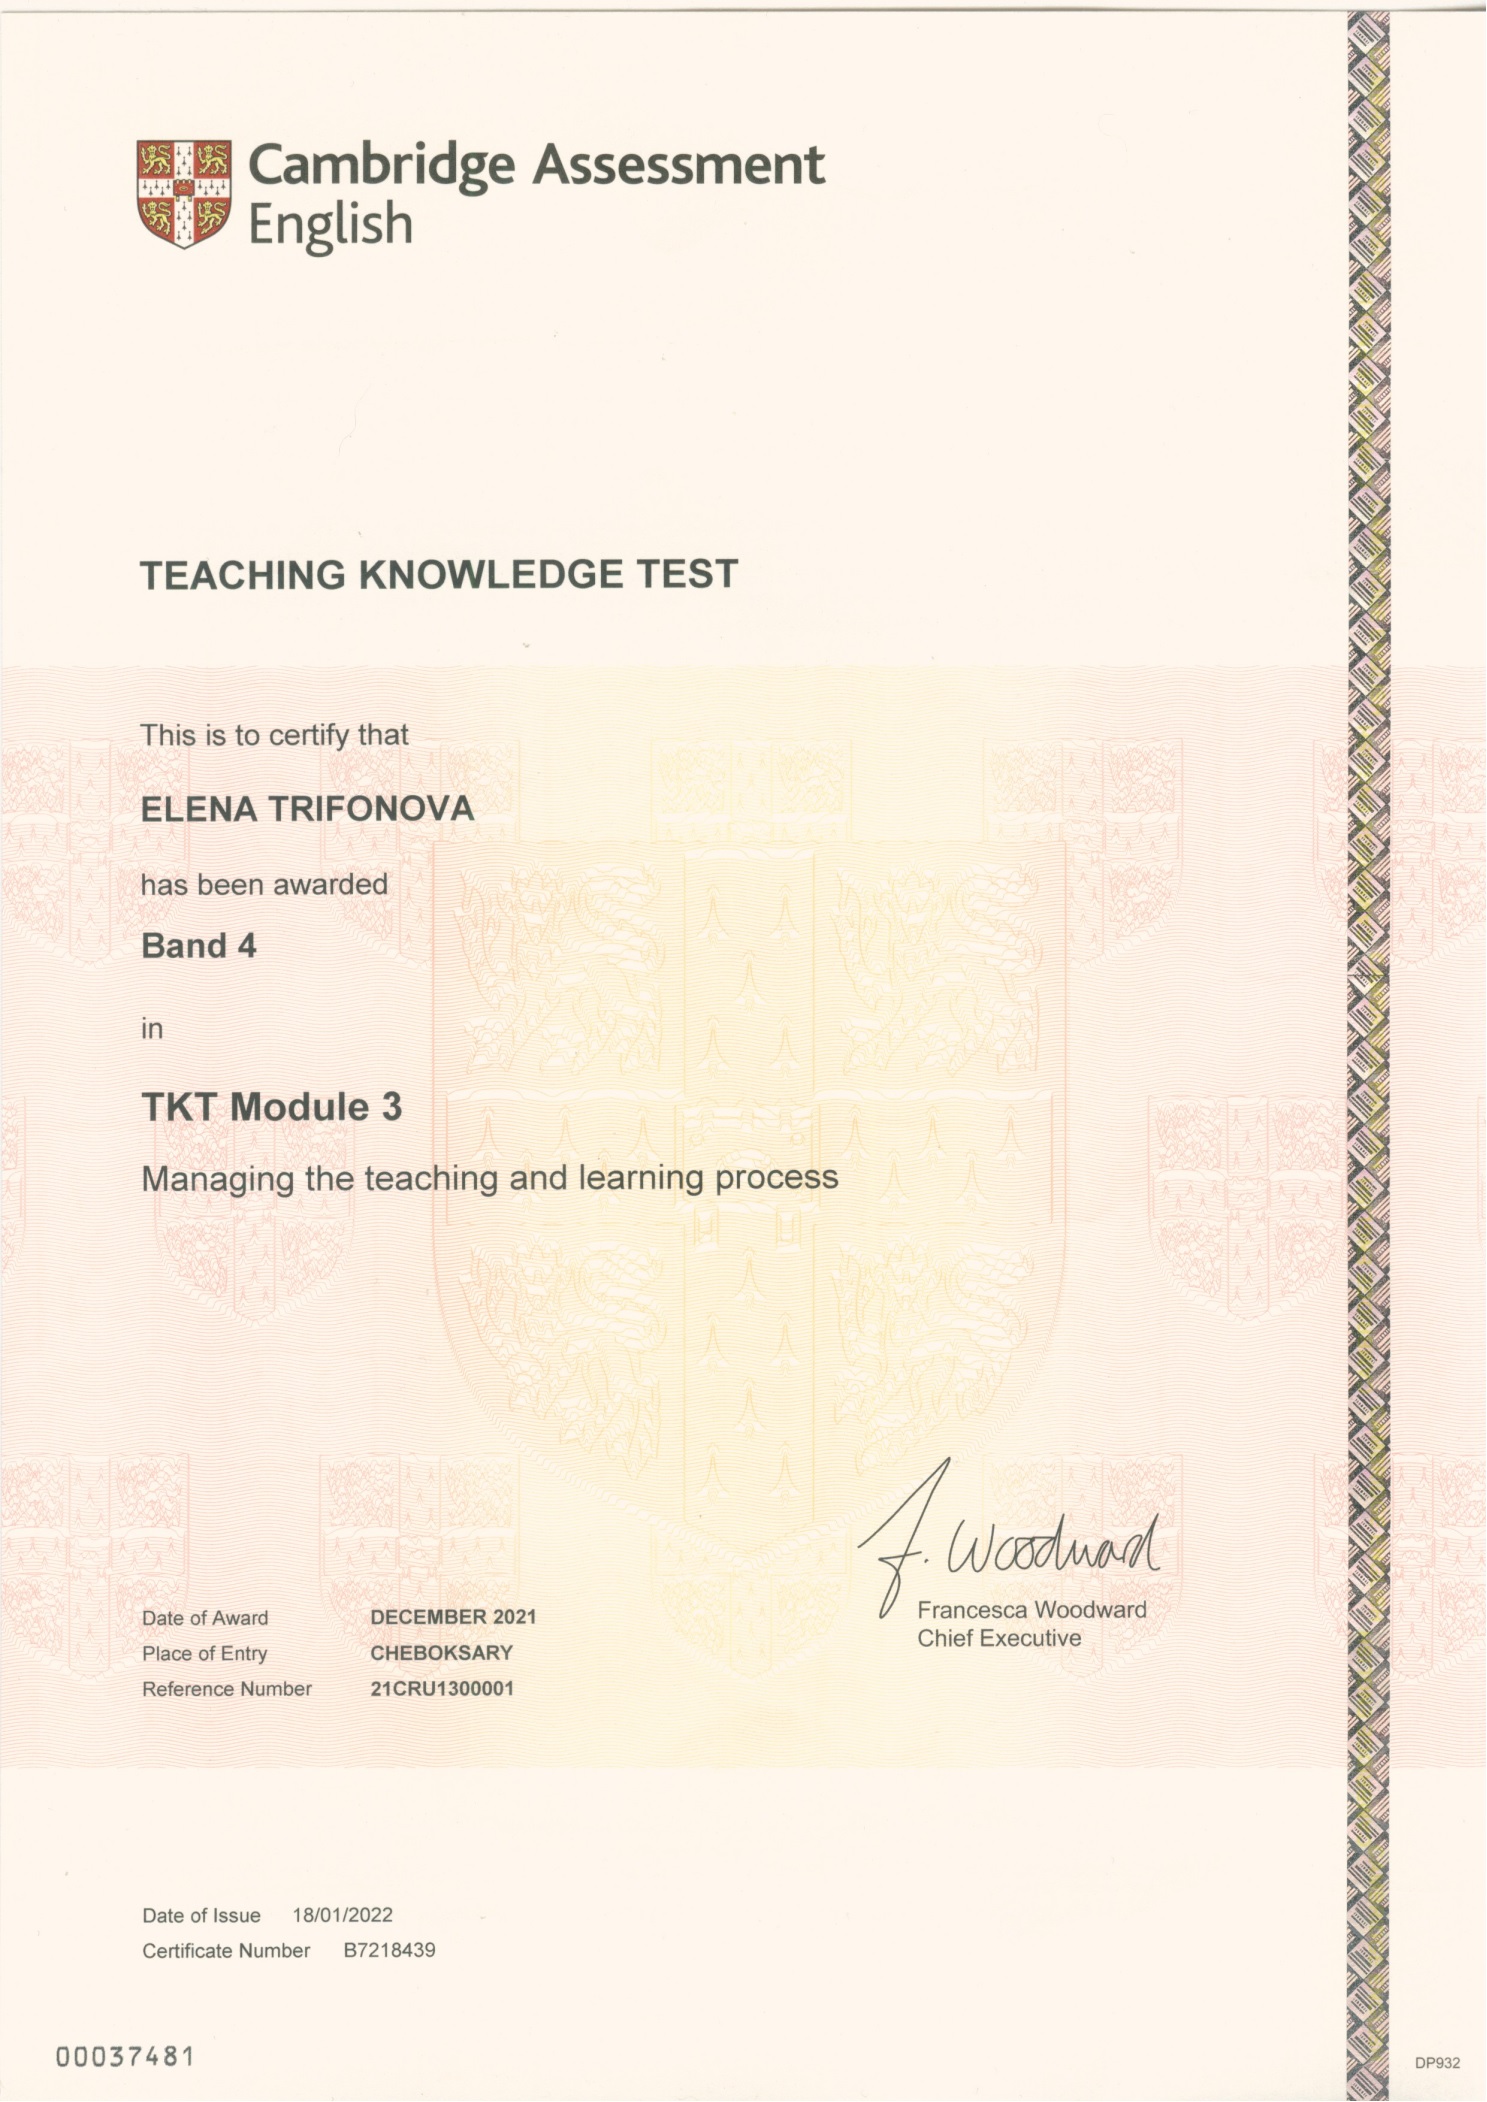 Cambridge Assessment
English
TEACHING KNOWLEDGE TEST
This is to certify that
ELENA TRIFONOVA
has been awarded
Band 4
in
TKT Module 3
Managing the teaching and learning process
F. Woodward
Francesca Woodward
Chief Executive
Date of Award DECEMBER 2021
Place of Entry CHEBOKSARY
Reference Number 21CRU1300001
Date of Issue 18/01/2022
Certificate Number B7218439
00037481
DP932